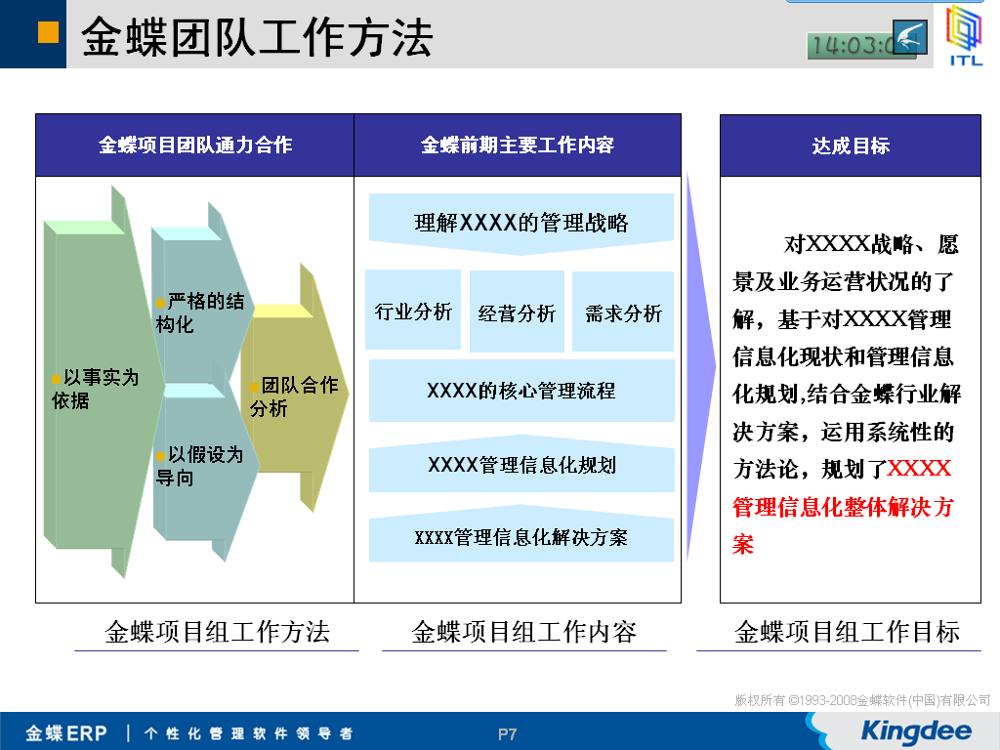 金蝶团队工作方法
14:03:0
ITL
金蝶项目团队通力合作
金蝶前期主要工作内容
达成目标
以事实为
依据
严格的结
构化
以假设为
导向
团队合作
分析
理解XXXX的管理战略
行业分析
经营分析
需求分析
XXXX的核心管理流程
XXXX管理信息化规划
XXXX管理信息化解决方案
对XXXX战略、愿
景及业务运营状况的了
解，基于对XXXX管理
信息化现状和管理信息
化规划,结合金蝶行业解
决方案，运用系统性的
方法论，规划了XXXX
管理信息化整体解决方
案
金蝶项目组工作方法
金蝶项目组工作内容
金蝶项目组工作目标
版权所有 ©1993-2008金蝶软件(中国)有限公司
金蝶ERP | 个性化管理软件领导者
P7
Kingdee